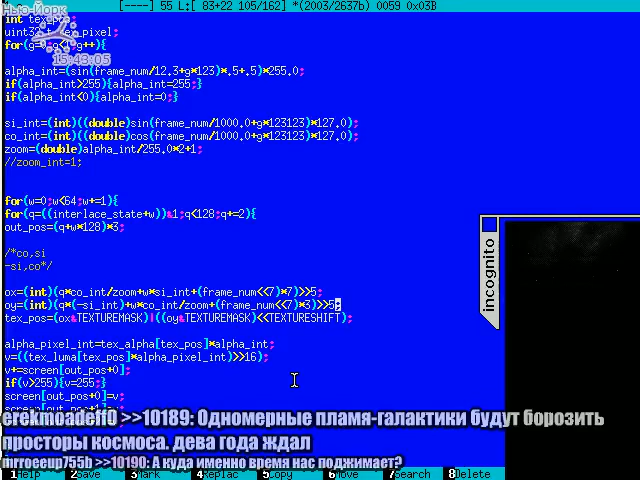 [----] 55 L:[ 83+22 105/162] *(2003/2637b) 0059 0x03B
Нью-Йорк
int tex_pos;
uint32_t tex_pos;
15:43:05
alpha_int=(sin(frame_num/12.3+g*123)*.5+.5)*255.0;
if(alpha_int>255){alpha_int=255;}
if(alpha_int<0){alpha_int=0;}
si_int=(int)((double)sin(frame_num/1000.0+g*123123)*127.0);
co_int=(int)((double)cos(frame_num/1000.0+g*123123)*127.0);
zoom=(double)alpha_int/255.0*2+1;
//zoom_int=1;
for(w=0;w<64;w+=1){
for(q=((interlace_state+w))&1;q<128;q+=2){
out_pos=(q+w*128)*3;
/*co,si
-si,co*/
incognito
ox=(int)(q*co_int/zoom+w*si_int+(frame_num<<7)*7)>>5;
oy=(int)(q*(-si_int)+w*co_int/zoom+(frame_num<<7)*3)>>5;
tex_pos=(ox&TEXTUREMASK)|((oy&TEXTUREMASK)<<TEXTURESHIFT);
alpha_pixel_int=tex_alpha[tex_pos]*alpha_int;
v=((tex_luma[tex_pos]*alpha_pixel_int)>>16);
v+=screen[out_pos+0];
if(v>255){v=255;}
screen[out_pos+0]=v;
erekmoadeh0 >>10189: Одномерные пламя-галактики будут борозить
просторы космоса. дева года ждал
nirroeeup755b >>10190: А куда именно время нас поджимает?
1Help 2Save 3Mark 4Replac 5Copy 6Move 7Search 8Delete